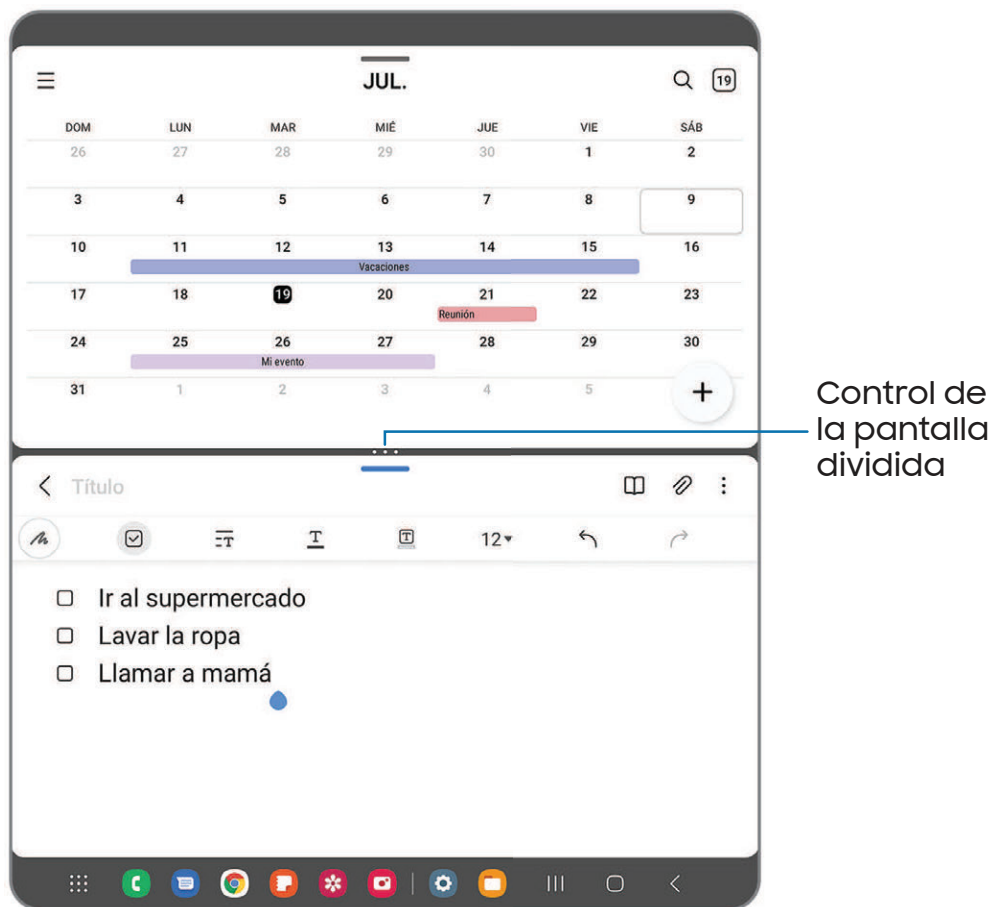 JUL.
19
DOM LUN MAR MIÉ JUE VIE SÁB
26 27 28 29 30 1 2
3 4 5 6 7 8 9
10 11 12 13 14 15 16
Vacaciones
17 18 19 20 21 22 23
Reunión
24 25 26 27 28 29 30
Mi evento
31 1 2 3 4 5
Control de
la pantalla
dividida
Título
T T T 12
Ir al supermercado
Lavar la ropa
Llamar a mamá